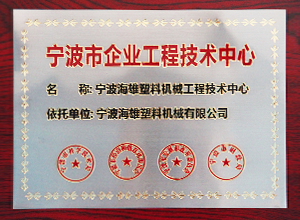 宁波市企业工程技术中心
名　称: 宁波海雄塑料机械工程技术中心
依托单位: 宁波海雄塑料机械有限公司